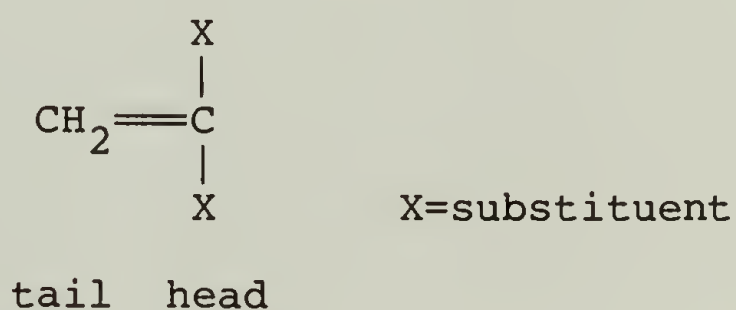 X
|
CH₂=C
|
X
X=substituent
tail head